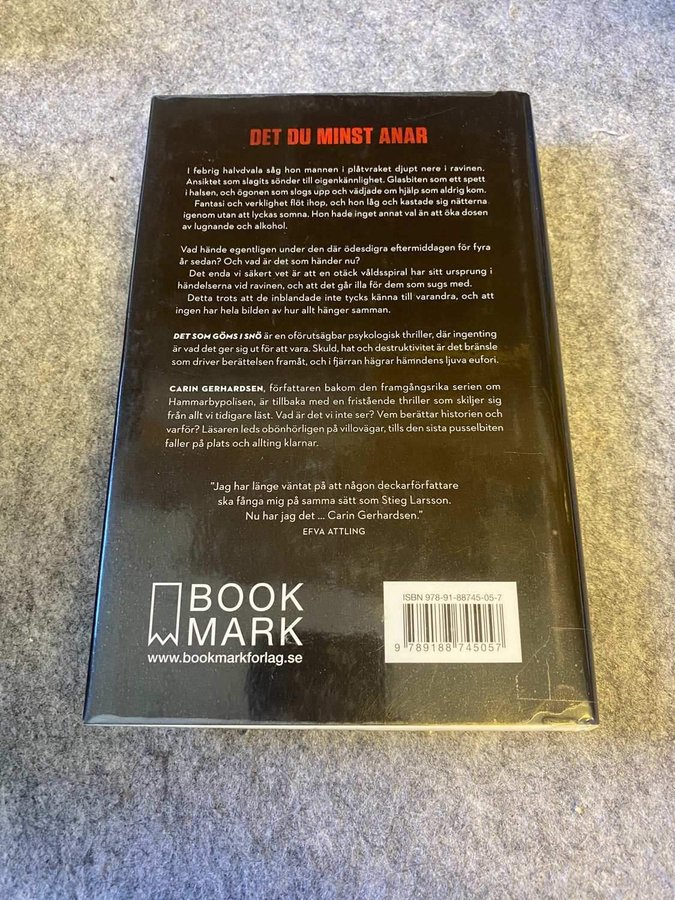 DET DU MINST ANAR
I febrig halvdvala såg hon mannen i plåtvraket djupt nere i ravinen.
Ansiktet som slagits sönder till oigenkännlighet. Glasbiten som ett spett
i halsen, och ögonen som slogs upp och vädjade om hjälp som aldrig kom.
Fantasi och verklighet flöt ihop, och hon låg och kastade sig nätterna
igenom utan att lyckas somna. Hon hade inget annat val än att öka dosen
av lugnande och alkohol.
Vad hände egentligen under den där ödesdigra eftermiddagen för fyra
år sedan? Och vad är det som händer nu?
Det enda vi säkert vet är att en otäck våldsspiral har sitt ursprung i
händelserna vid ravinen, och att det går illa för dem som sugs med.
Detta trots att de inblandade inte tycks känna till varandra, och att
ingen har hela bilden av hur allt hänger samman.
DET SOM GÖMS I SNÖ är en oförutsägbar psykologisk thriller, där ingenting
är vad det ger sig ut för att vara. Skuld, hat och destruktivitet är det bränsle
som driver berättelsen framåt, och i fjärran hägrar hämndens ljuva eufori.
CARIN GERHARDSEN, författaren bakom den framgångsrika serien om
Hammarbypolisen, är tillbaka med en fristående thriller som skiljer sig
från allt vi tidigare läst. Vad är det vi inte ser? Vem berättar historien och
varför? Läsaren leds obönhörligen på villovägar, tills den sista pusselbiten
faller på plats och allting klarnar.
"Jag har länge väntat på att någon deckarförfattare
ska fånga mig på samma sätt som Stieg Larsson.
Nu har jag det ... Carin Gerhardsen."
EFVA ATTLING
BOOK
MARK
www.bookmarkforlag.se
ISBN 978-91-88745-05-7
9 789188 745057